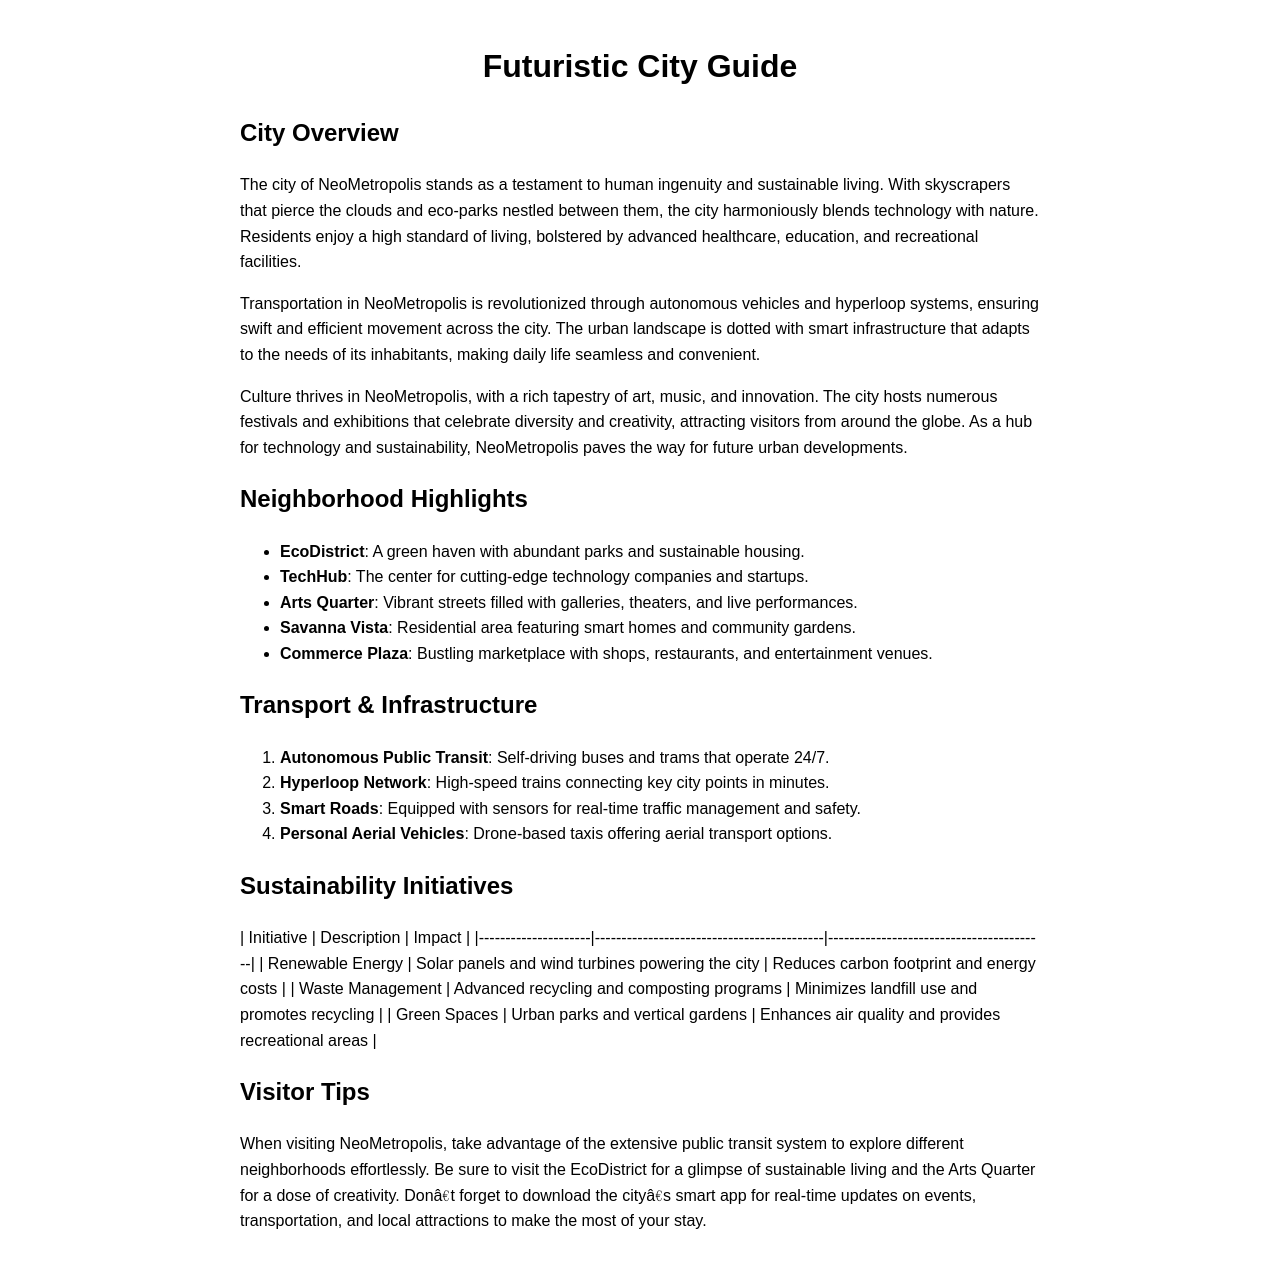 Futuristic City Guide
City Overview
The city of NeoMetropolis stands as a testament to human ingenuity and sustainable living. With skyscrapers
that pierce the clouds and eco-parks nestled between them, the city harmoniously blends technology with nature.
Residents enjoy a high standard of living, bolstered by advanced healthcare, education, and recreational
facilities.
Transportation in NeoMetropolis is revolutionized through autonomous vehicles and hyperloop systems, ensuring
swift and efficient movement across the city. The urban landscape is dotted with smart infrastructure that adapts
to the needs of its inhabitants, making daily life seamless and convenient.
Culture thrives in NeoMetropolis, with a rich tapestry of art, music, and innovation. The city hosts numerous
festivals and exhibitions that celebrate diversity and creativity, attracting visitors from around the globe. As a hub
for technology and sustainability, NeoMetropolis paves the way for future urban developments.
Neighborhood Highlights
• EcoDistrict: A green haven with abundant parks and sustainable housing.
• TechHub: The center for cutting-edge technology companies and startups.
• Arts Quarter: Vibrant streets filled with galleries, theaters, and live performances.
• Savanna Vista: Residential area featuring smart homes and community gardens.
• Commerce Plaza: Bustling marketplace with shops, restaurants, and entertainment venues.
Transport & Infrastructure
1. Autonomous Public Transit: Self-driving buses and trams that operate 24/7.
2. Hyperloop Network: High-speed trains connecting key city points in minutes.
3. Smart Roads: Equipped with sensors for real-time traffic management and safety.
4. Personal Aerial Vehicles: Drone-based taxis offering aerial transport options.
Sustainability Initiatives
| Initiative | Description | Impact | |---------------------|-------------------------------------------|---------------------------------------
--| | Renewable Energy | Solar panels and wind turbines powering the city | Reduces carbon footprint and energy
costs | | Waste Management | Advanced recycling and composting programs | Minimizes landfill use and
promotes recycling | | Green Spaces | Urban parks and vertical gardens | Enhances air quality and provides
recreational areas |
Visitor Tips
When visiting NeoMetropolis, take advantage of the extensive public transit system to explore different
neighborhoods effortlessly. Be sure to visit the EcoDistrict for a glimpse of sustainable living and the Arts Quarter
for a dose of creativity. Donâ€t forget to download the cityâ€s smart app for real-time updates on events,
transportation, and local attractions to make the most of your stay.